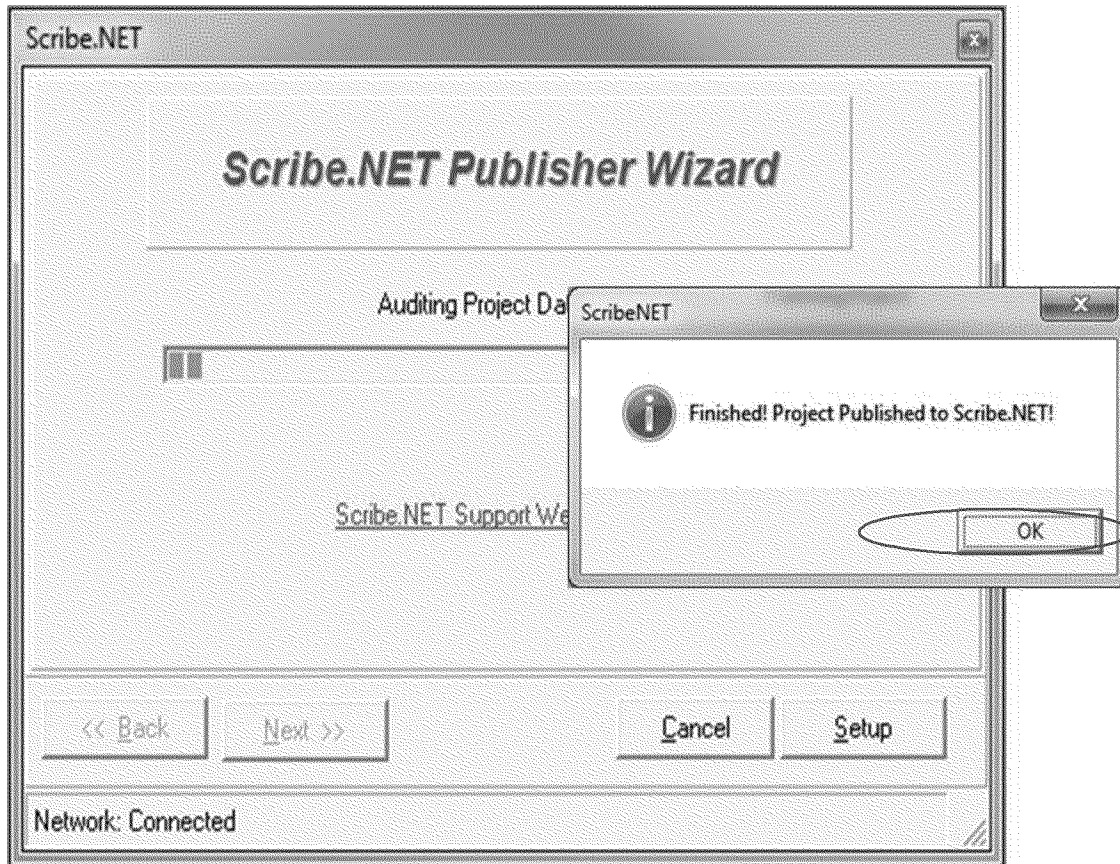 Scribe.NET
x
Scribe.NET Publisher Wizard
Auditing Project Da
ScribeNET
x
i
Finished! Project Published to Scribe.NET!
Scribe.NET Support We
OK
<< Back
Next >>
Cancel
Setup
Network: Connected